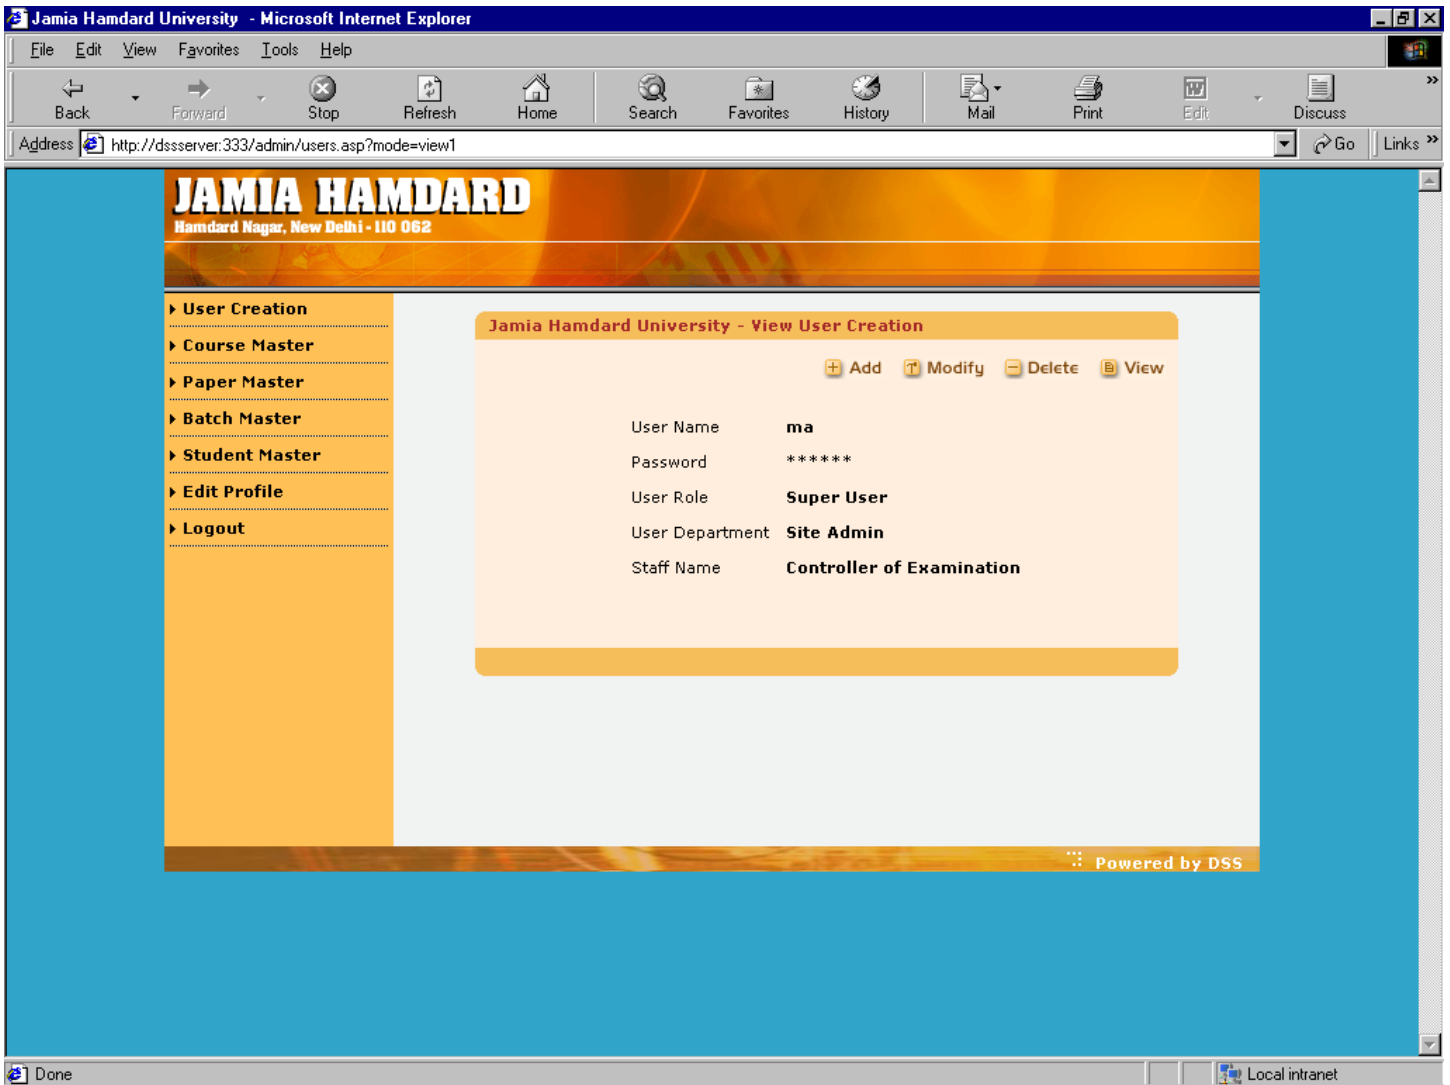 Jamia Hamdard University - Microsoft Internet Explorer
File Edit View Favorites Tools Help
Back Forward Stop Refresh Home Search Favorites History Mail Print Edit Discuss »
Address http://dssserver:333/admin/users.asp?mode=view1 Go Links »
JAMIA HAMDARD
Hamdard Nagar, New Delhi - 110 062
User Creation
Course Master
Paper Master
Batch Master
Student Master
Edit Profile
Logout
Jamia Hamdard University - View User Creation
Add Modify Delete View
User Name ma
Password ******
User Role Super User
User Department Site Admin
Staff Name Controller of Examination
Powered by DSS
Done Local intranet